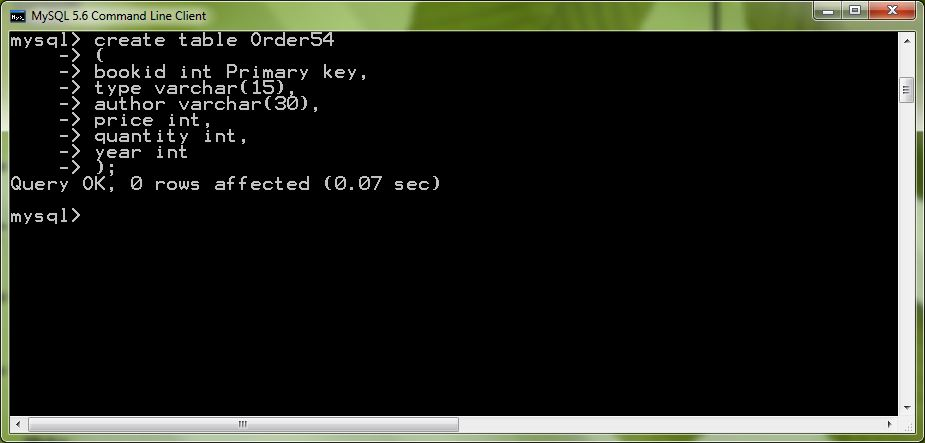 MySQL 5.6 Command Line Client
mysql> create table Order54
-> (
-> bookid int Primary key,
-> type varchar(15),
-> author varchar(30),
-> price int,
-> quantity int,
-> year int
-> );
Query OK, 0 rows affected (0.07 sec)
mysql>